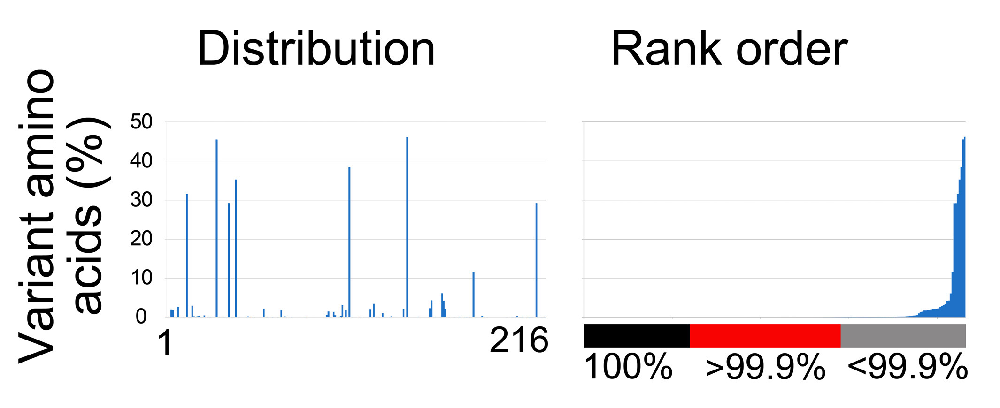 Distribution
Rank order
Variant amino
acids (%)
50
40
30
20
10
0
1
216
100%
>99.9%
<99.9%